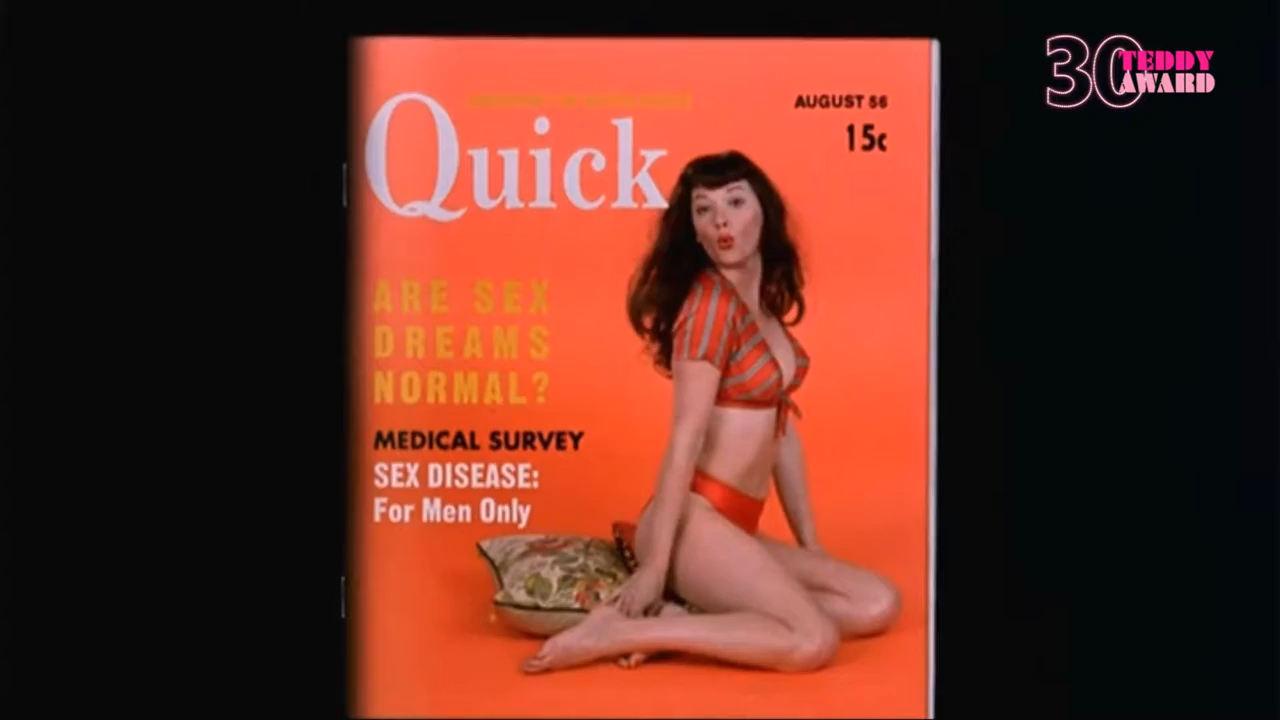 AUGUST 56
Quick
15c
ARE SEX
DREAMS
NORMAL?
MEDICAL SURVEY
SEX DISEASE:
For Men Only
30 TEDDY
AWARD